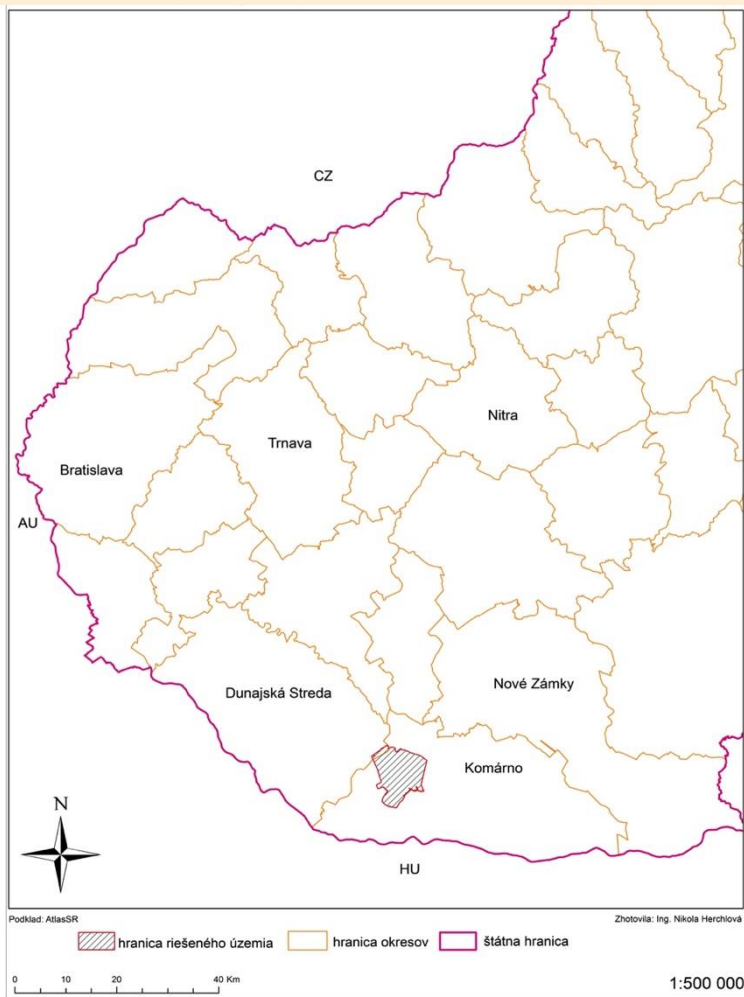 CZ
Nitra
Trnava
Bratislava
AU
Nové Zámky
Dunajská Streda
Komárno
N
HU
Podklad: AtlasSR
Zhotovila: Ing. Nikola Herchlová
hranica riešeného územia hranica okresov štátna hranica
0 10 20 40 Km
1:500 000